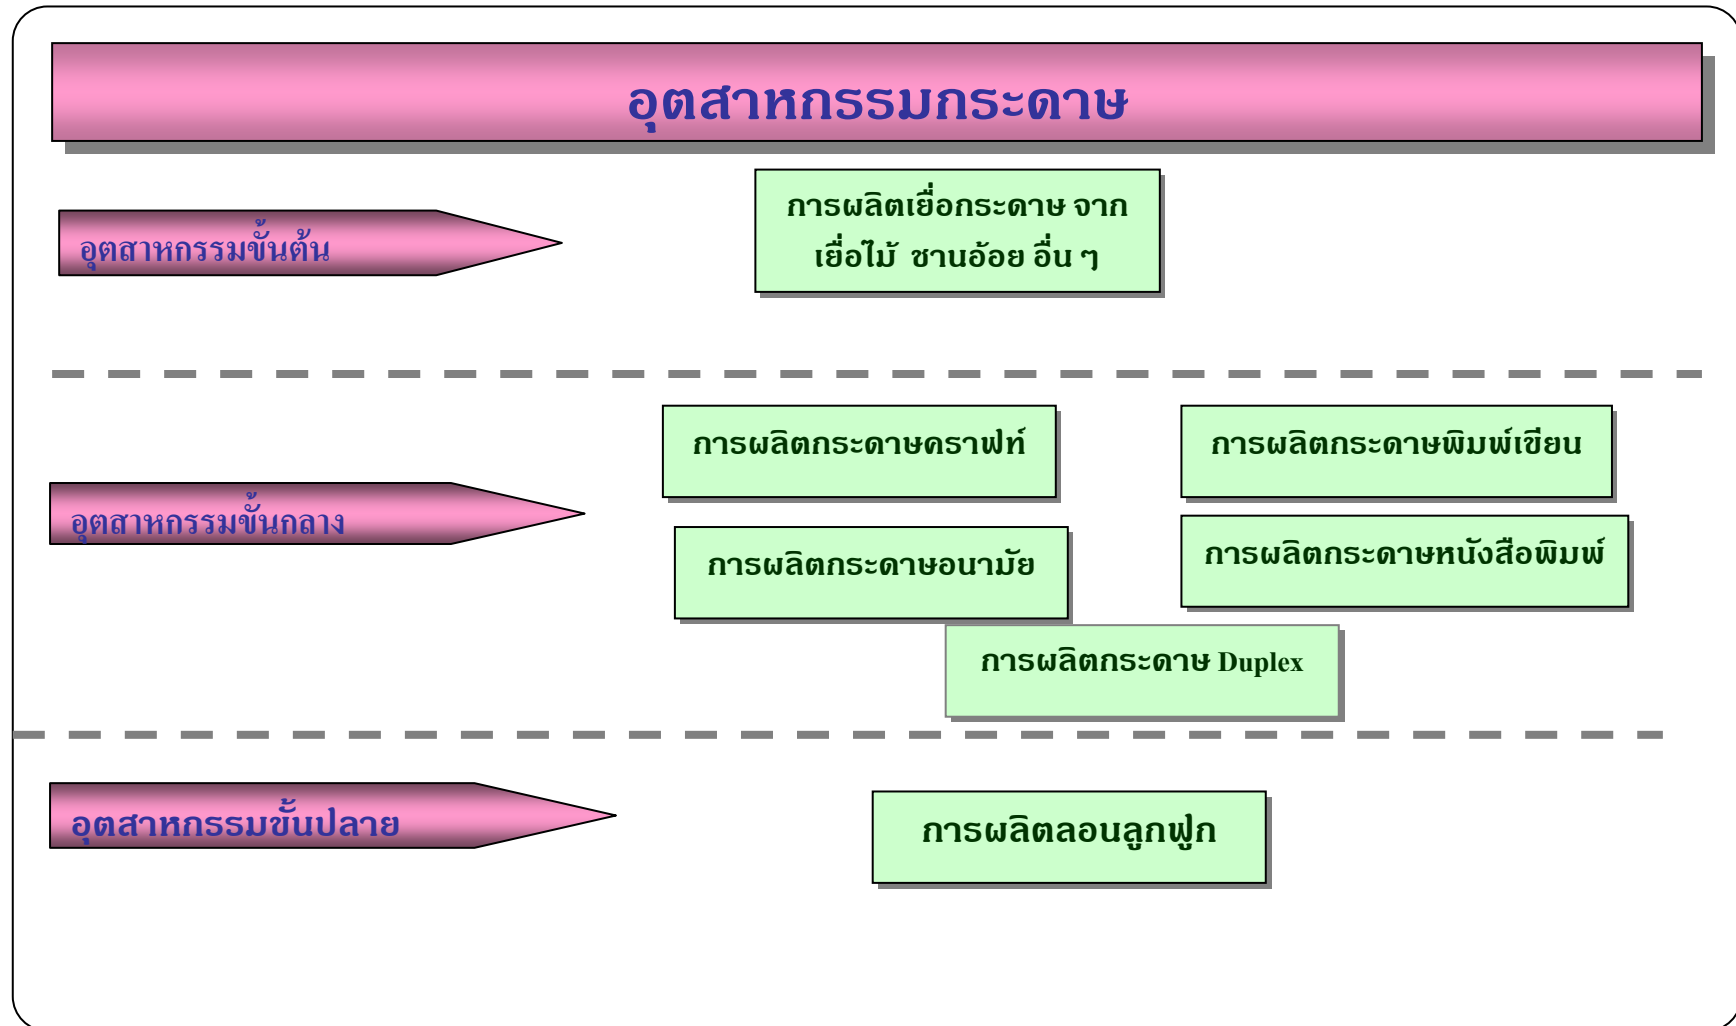 อุตสาหกรรมกระดาษ
อุตสาหกรรมขั้นต้น
การผลิตเยื่อกระดาษ จาก
เยื่อไม้ ชานอ้อย อื่น ๆ
อุตสาหกรรมขั้นกลาง
การผลิตกระดาษคราฟท์
การผลิตกระดาษพิมพ์เขียน
การผลิตกระดาษอนามัย
การผลิตกระดาษหนังสือพิมพ์
การผลิตกระดาษ Duplex
อุตสาหกรรมขั้นปลาย
การผลิตลอนลูกฟูก